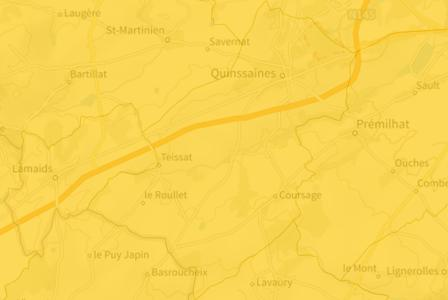 Laugère
N145
St-Martinien
Savernat
Bartillat
Quinssaines
Sault
Prémilhat
Teissat
Ouches
Lamaids
Combe
le Roullet
Coursage
le Puy Japin
Basroucheix
le Mont
Lignerolles
Lavaury